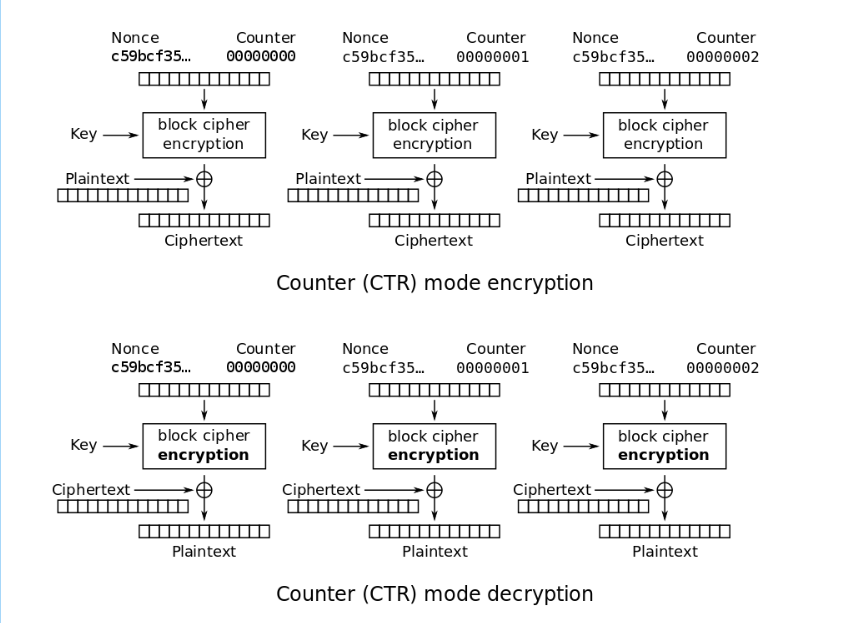 Nonce Counter Nonce Counter Nonce Counter
c59bcf35… 00000000 c59bcf35… 00000001 c59bcf35… 00000002
block cipher block cipher block cipher
Key Key Key
encryption encryption encryption
Plaintext Plaintext Plaintext
Ciphertext Ciphertext Ciphertext
Counter (CTR) mode encryption
Nonce Counter Nonce Counter Nonce Counter
c59bcf35… 00000000 c59bcf35… 00000001 c59bcf35… 00000002
block cipher block cipher block cipher
Key Key Key
encryption encryption encryption
Ciphertext Ciphertext Ciphertext
Plaintext Plaintext Plaintext
Counter (CTR) mode decryption